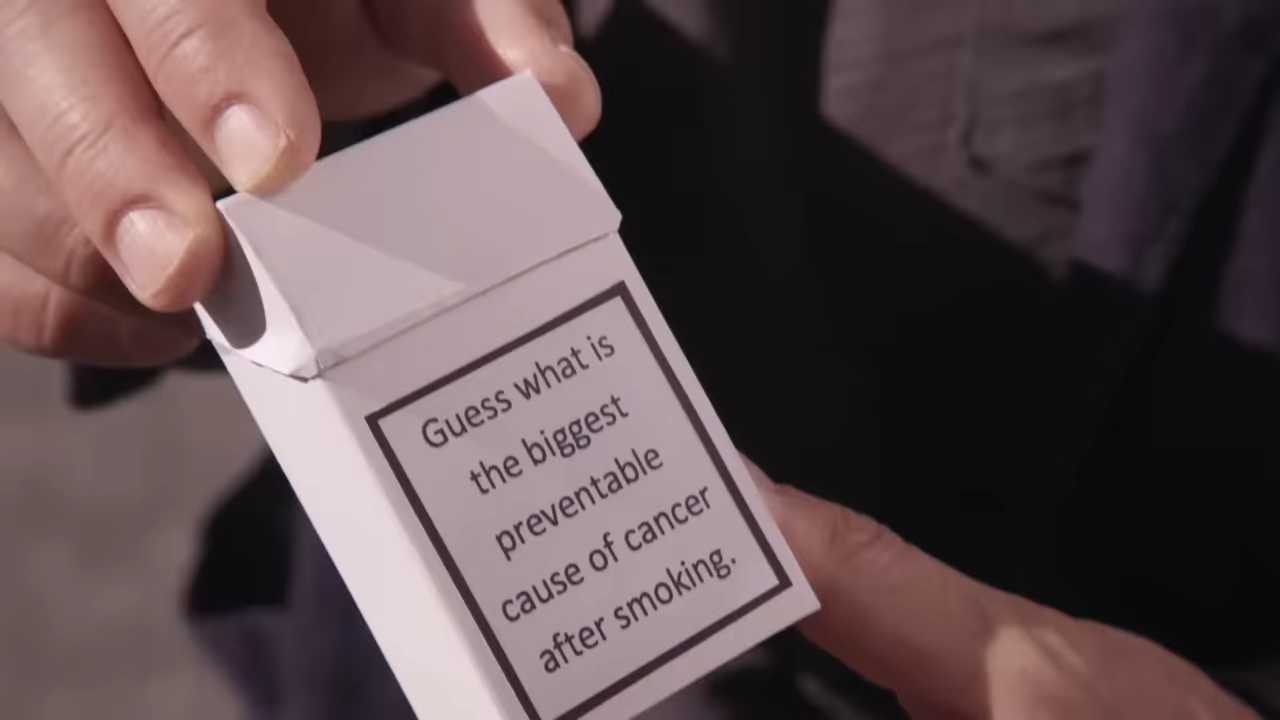 Guess what is
the biggest
preventable
cause of cancer
after smoking.